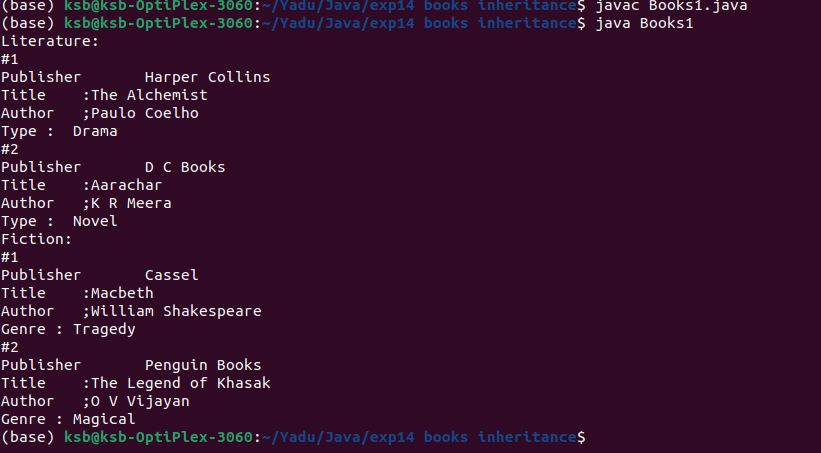 (base) ksb@ksb-OptiPlex-3060:~/Yadu/Java/exp14 books inheritance$ javac Books1.java
(base) ksb@ksb-OptiPlex-3060:~/Yadu/Java/exp14 books inheritance$ java Books1
Literature:
#1
Publisher       Harper Collins
Title    :The Alchemist
Author   ;Paulo Coelho
Type :  Drama
#2
Publisher       D C Books
Title    :Aarachar
Author   ;K R Meera
Type :  Novel
Fiction:
#1
Publisher       Cassel
Title    :Macbeth
Author   ;William Shakespeare
Genre : Tragedy
#2
Publisher       Penguin Books
Title    :The Legend of Khasak
Author   ;O V Vijayan
Genre : Magical
(base) ksb@ksb-OptiPlex-3060:~/Yadu/Java/exp14 books inheritance$